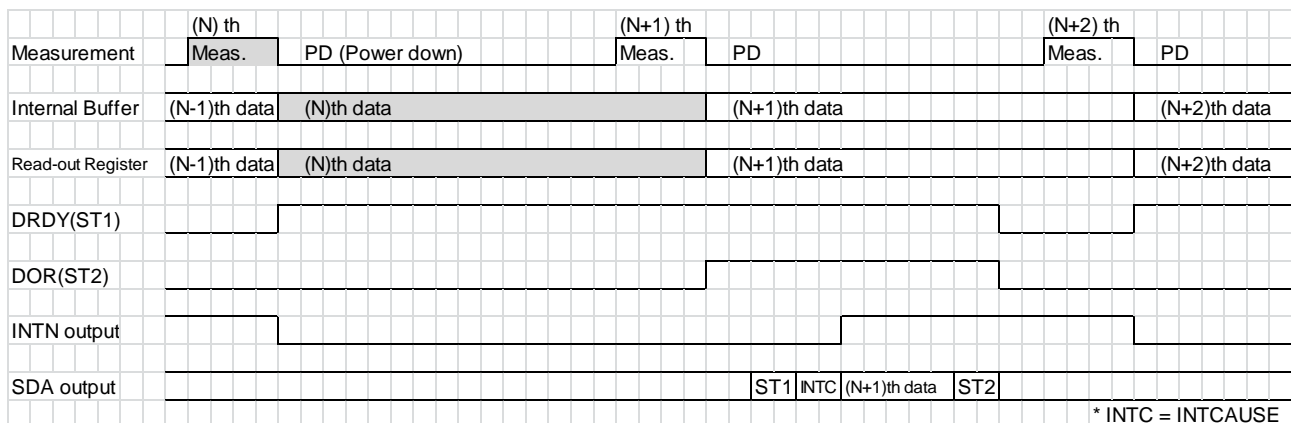 (N) th (N+1) th (N+2) th
Measurement Meas. PD (Power down) Meas. PD Meas. PD
Internal Buffer (N-1)th data (N)th data (N+1)th data (N+2)th data
Read-out Register (N-1)th data (N)th data (N+1)th data (N+2)th data
DRDY(ST1)
DOR(ST2)
INTN output
SDA output ST1 INTC (N+1)th data ST2
* INTC = INTCAUSE